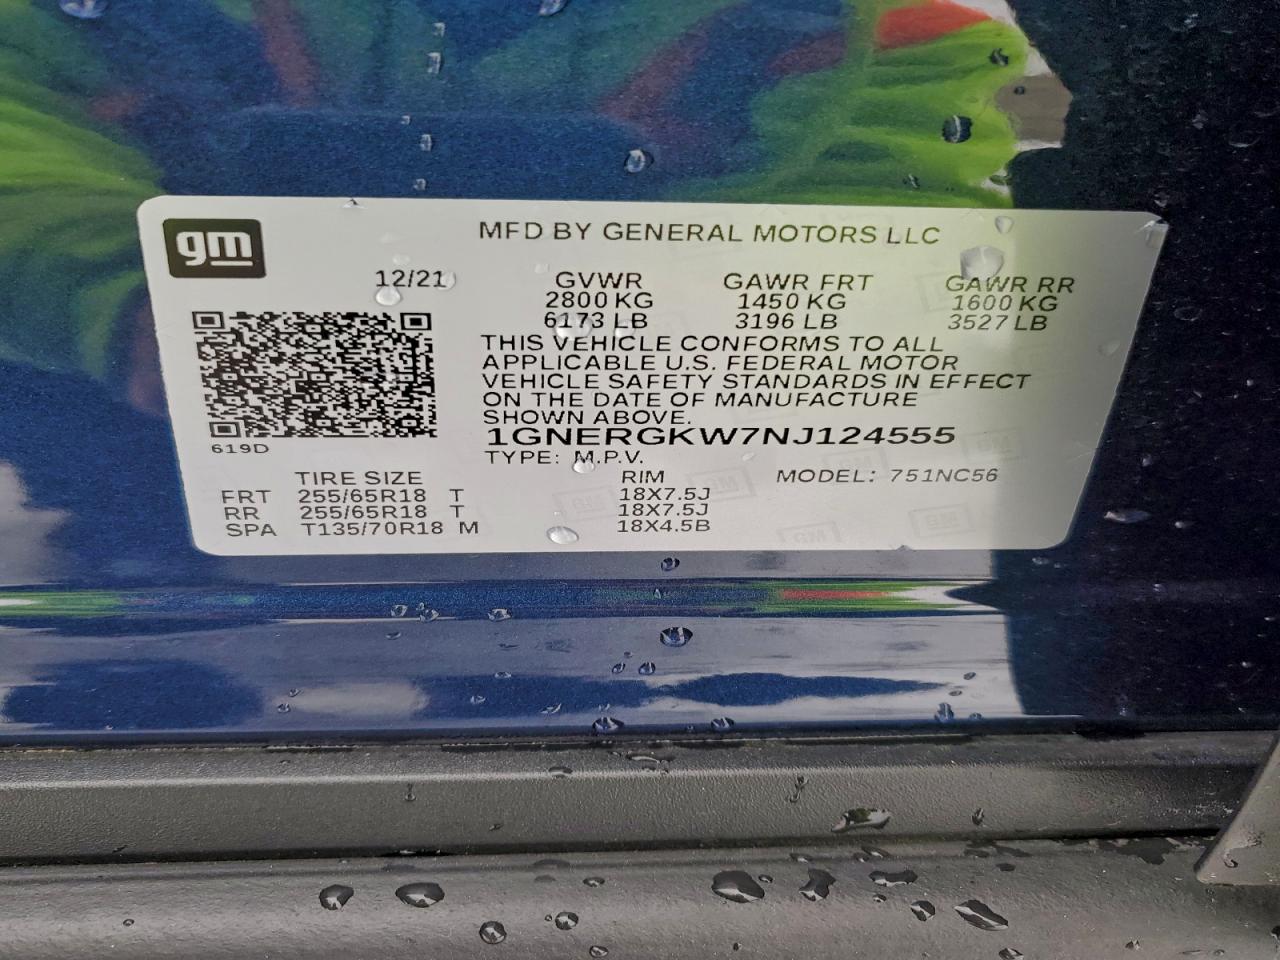 gm
MFD BY GENERAL MOTORS LLC
12/21 GVWR GAWR FRT GAWR RR
2800 KG 1450 KG 1600 KG
6173 LB 3196 LB 3527 LB
THIS VEHICLE CONFORMS TO ALL
APPLICABLE U.S. FEDERAL MOTOR
VEHICLE SAFETY STANDARDS IN EFFECT
ON THE DATE OF MANUFACTURE
SHOWN ABOVE.
1GNERGKW7NJ124555
619D
TYPE: M.P.V.
TIRE SIZE RIM MODEL: 751NC56
FRT 255/65R18 T 18X7.5J
RR 255/65R18 T 18X7.5J
SPA T135/70R18 M 18X4.5B